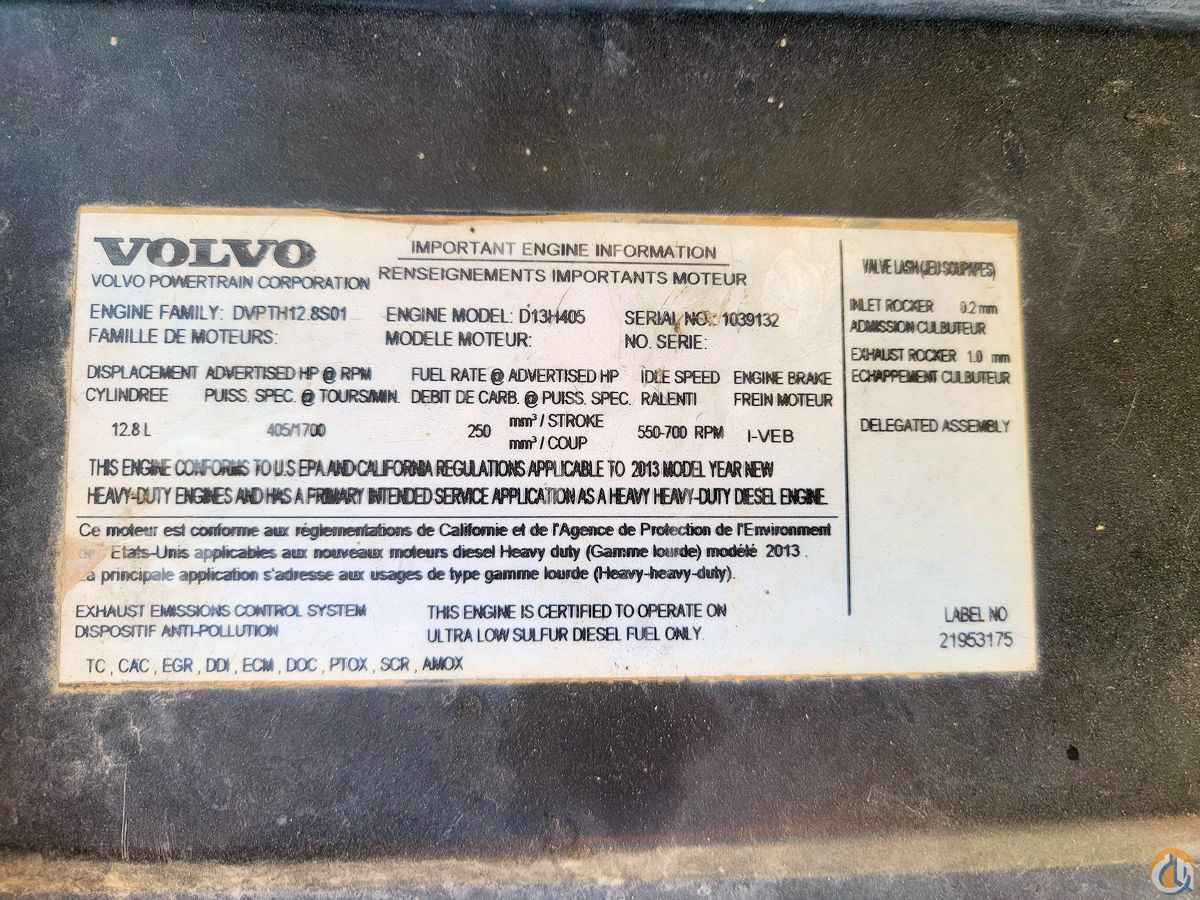 VOLVO
VOLVO POWERTRAIN CORPORATION
IMPORTANT ENGINE INFORMATION
RENSEIGNEMENTS IMPORTANTS MOTEUR
ENGINE FAMILY: DVPTH12.8S01 ENGINE MODEL: D13H405 SERIAL NO.: 1039132
FAMILLE DE MOTEURS: MODELE MOTEUR: NO. SERIE:
DISPLACEMENT ADVERTISED HP @ RPM FUEL RATE @ ADVERTISED HP IDLE SPEED ENGINE BRAKE
CYLINDREE PUISS. SPEC. @ TOURS/MIN. DEBIT DE CARB. @ PUISS. SPEC. RALENTI FREIN MOTEUR
12.8 L 405/1700 250 mm³ / STROKE 550-700 RPM I-VEB
mm³ / COUP
THIS ENGINE CONFORMS TO U.S EPA AND CALIFORNIA REGULATIONS APPLICABLE TO 2013 MODEL YEAR NEW
HEAVY-DUTY ENGINES AND HAS A PRIMARY INTENDED SERVICE APPLICATION AS A HEAVY HEAVY-DUTY DIESEL ENGINE.
Ce moteur est conforme aux réglementations de Californie et de l'Agence de Protection de l'Environment
Etats-Unis applicables aux nouveaux moteurs diesel Heavy duty (Gamme lourde) modélé 2013 .
La principale application s'adresse aux usages de type gamme lourde (Heavy-heavy-duty).
EXHAUST EMISSIONS CONTROL SYSTEM THIS ENGINE IS CERTIFIED TO OPERATE ON
DISPOSITIF ANTI-POLLUTION ULTRA LOW SULFUR DIESEL FUEL ONLY.
TC , CAC , EGR , DDI , ECM , DOC , PTOX , SCR , AMOX
VALVE LASH (JEU SOUPAPES)
INLET ROCKER 0.2 mm
ADMISSION CULBUTEUR
EXHAUST ROCKER 1.0 mm
ECHAPPEMENT CULBUTEUR
DELEGATED ASSEMBLY
LABEL NO
21953175